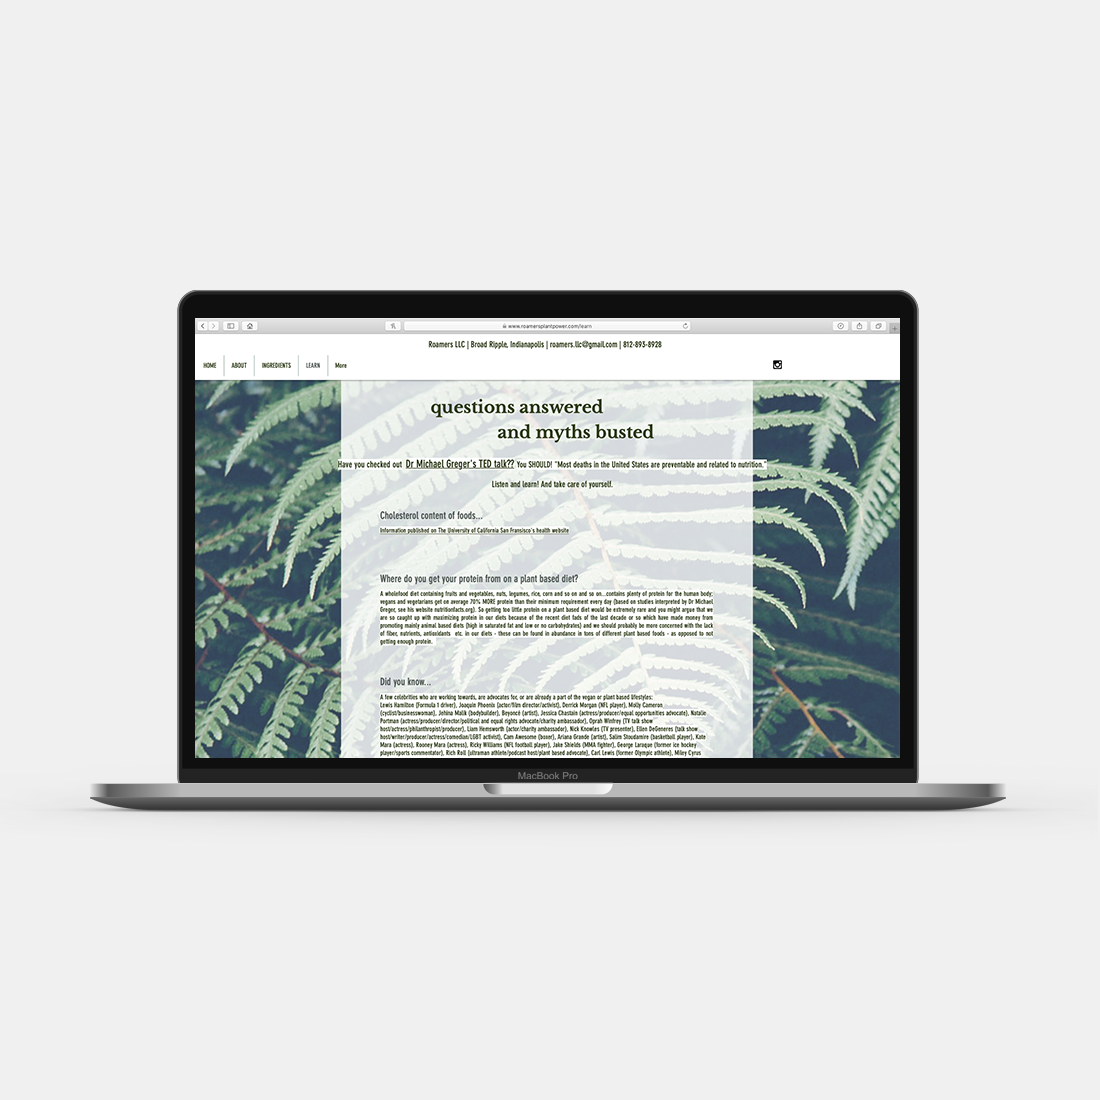 www.roamersplantpower.com/learn
Roamers LLC | Broad Ripple, Indianapolis | roamers.llc@gmail.com | 812-893-8928
HOME ABOUT INGREDIENTS LEARN More
questions answered
and myths busted
Have you checked out Dr Michael Greger's TED talk?? You SHOULD! "Most deaths in the United States are preventable and related to nutrition."
Listen and learn! And take care of yourself.
Cholesterol content of foods...
Information published on The University of California San Fransisco's health website
Where do you get your protein from on a plant based diet?
A wholefood diet containing fruits and vegetables, nuts, legumes, rice, corn and so on and so on...contains plenty of protein for the human body;
vegans and vegetarians get on average 70% MORE protein than their minimum requirement every day (based on studies interpreted by Dr Michael
Greger, see his website nutritionfacts.org). So getting too little protein on a plant based diet would be extremely rare and you might argue that we
are so caught up with maximizing protein in our diets because of the recent diet fads of the last decade or so which have made money from
promoting mainly animal based diets (high in saturated fat and low or no carbohydrates) and we should probably be more concerned with the lack
of fiber, nutrients, antioxidants etc. in our diets - these can be found in abundance in tons of different plant based foods - as opposed to not
getting enough protein.
Did you know...
A few celebrities who are working towards, are advocates for, or are already a part of the vegan or plant based lifestyles:
Lewis Hamilton (Formula 1 driver), Joaquin Phoenix (actor/film director/activist), Derrick Morgan (NFL player), Molly Cameron
(cyclist/businesswoman), Jehina Malik (bodybuilder), Beyoncé (artist), Jessica Chastain (actress/producer/equal opportunities advocate), Natalie
Portman (actress/producer/director/political and equal rights advocate/charity ambassador), Oprah Winfrey (TV talk show
host/actress/philanthropist/producer), Liam Hemsworth (actor/charity ambassador), Nick Knowles (TV presenter), Ellen DeGeneres (talk show
host/writer/producer/actress/comedian/LGBT activist), Cam Awesome (boxer), Ariana Grande (artist), Salim Stoudamire (basketball player), Kate
Mara (actress), Rooney Mara (actress), Ricky Williams (NFL football player), Jake Shields (MMA fighter), George Laraque (former ice hockey
player/sports commentator), Rich Roll (ultraman athlete/podcast host/plant based advocate), Carl Lewis (former Olympic athlete), Miley Cyrus
MacBook Pro